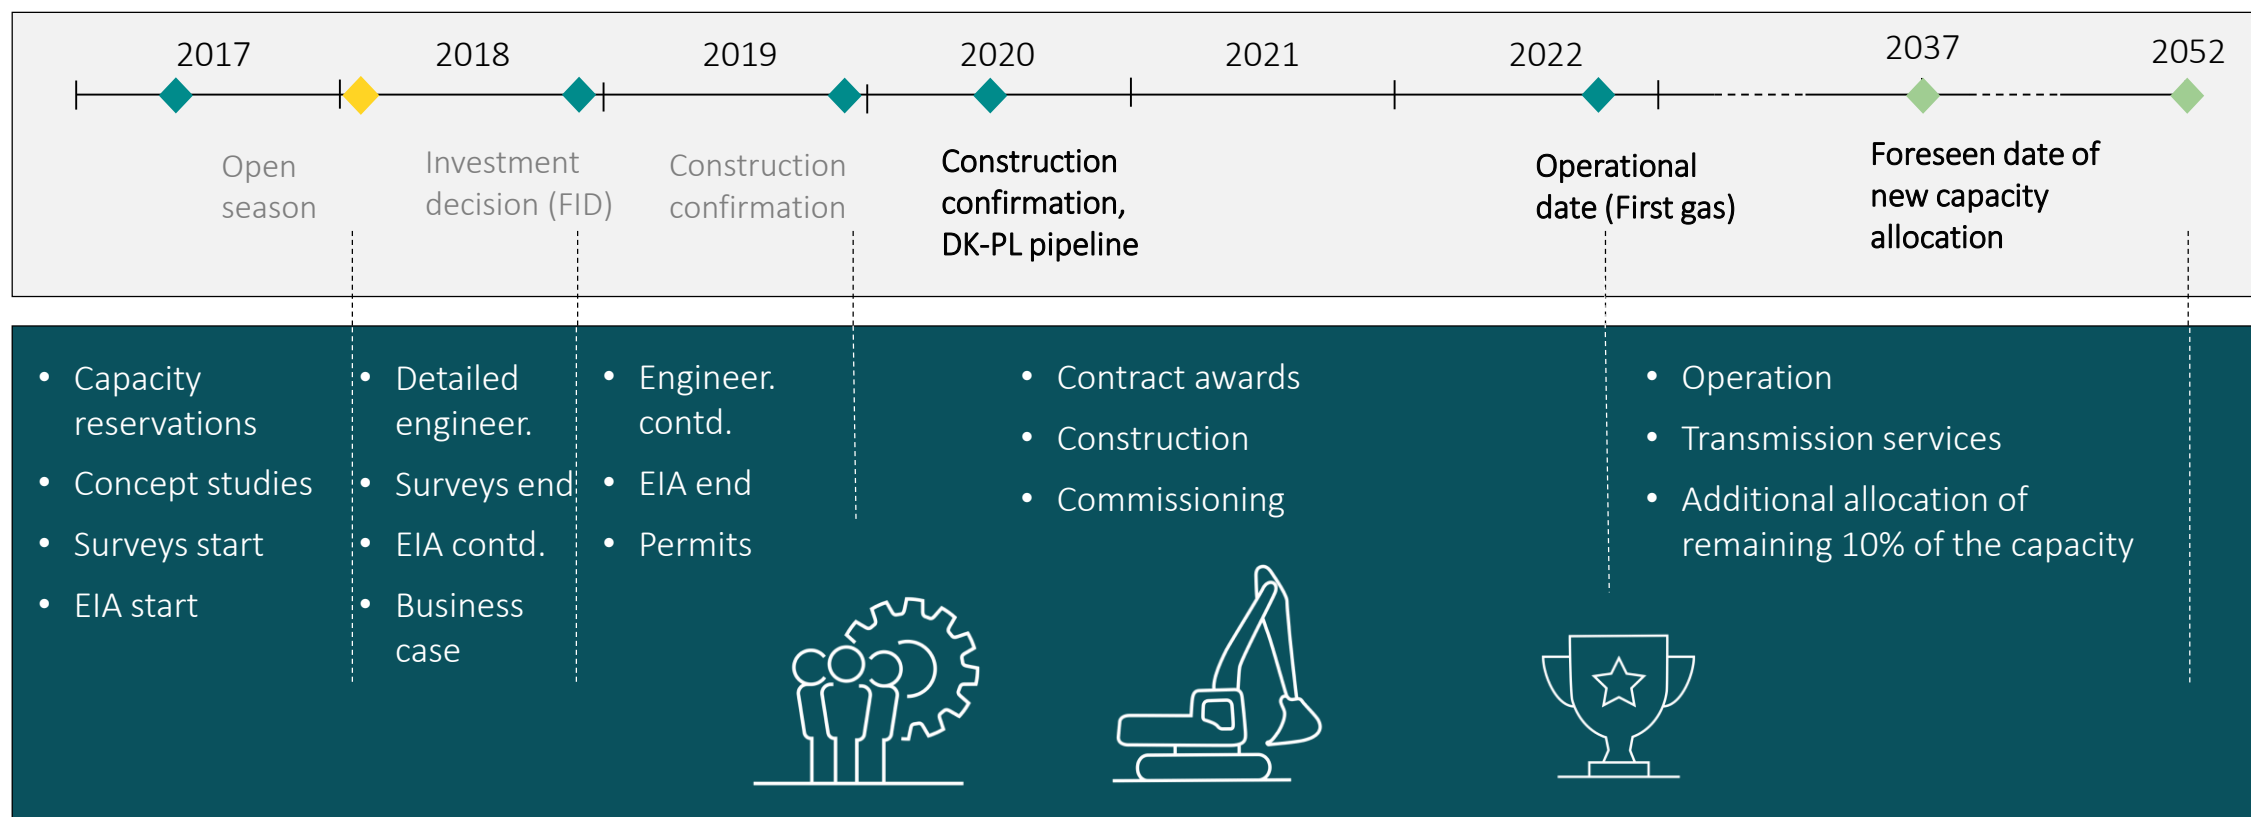 2017
2018
2019
2020
2021
2022
2037
2052
Open
season
Investment
decision (FID)
Construction
confirmation
Construction
confirmation,
DK-PL pipeline
Operational
date (First gas)
Foreseen date of
new capacity
allocation
• Capacity
reservations
• Concept studies
• Surveys start
• EIA start
• Detailed
engineer.
• Surveys end
• EIA contd.
• Business
case
• Engineer.
contd.
• EIA end
• Permits
• Contract awards
• Construction
• Commissioning
• Operation
• Transmission services
• Additional allocation of
remaining 10% of the capacity